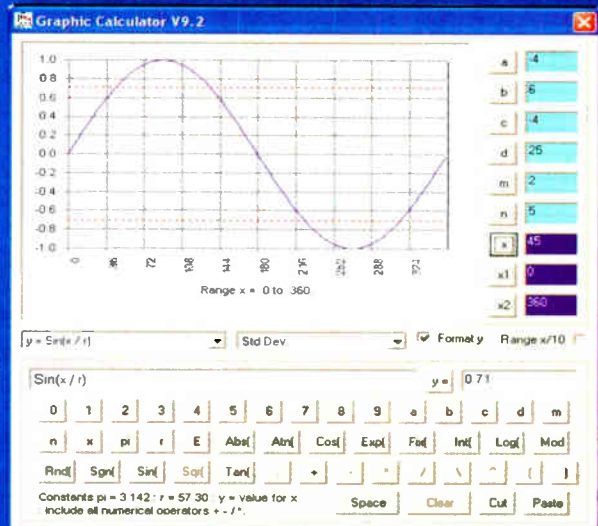 Graphic Calculator V9.2
1.0
0.8
0.6
0.4
0.2
0.0
-0.2
-0.4
-0.6
-0.8
-1.0
0 36 72 108 144 180 216 288
Range x = 0 to 360
a -4
b 6
c -4
d 25
m 2
n 5
x 45
x1 0
x2 360
y = Sin(x / r) Std Dev. Format y Range x/10
Sin(x / r) y = 0.71
0 1 2 3 4 5 6 7 8 9 a b c d m
n x pi r E Abs( Atn( Cos( Exp( Fix( Int( Log( Mod
Rnd( Sgn( Sin( Sqr( Tan( . + - * / \ ^ ( )
Constants pi = 3.142 : r = 57.30 : y = value for x
Include all numerical operators + - / *.
Space Clear Cut Paste